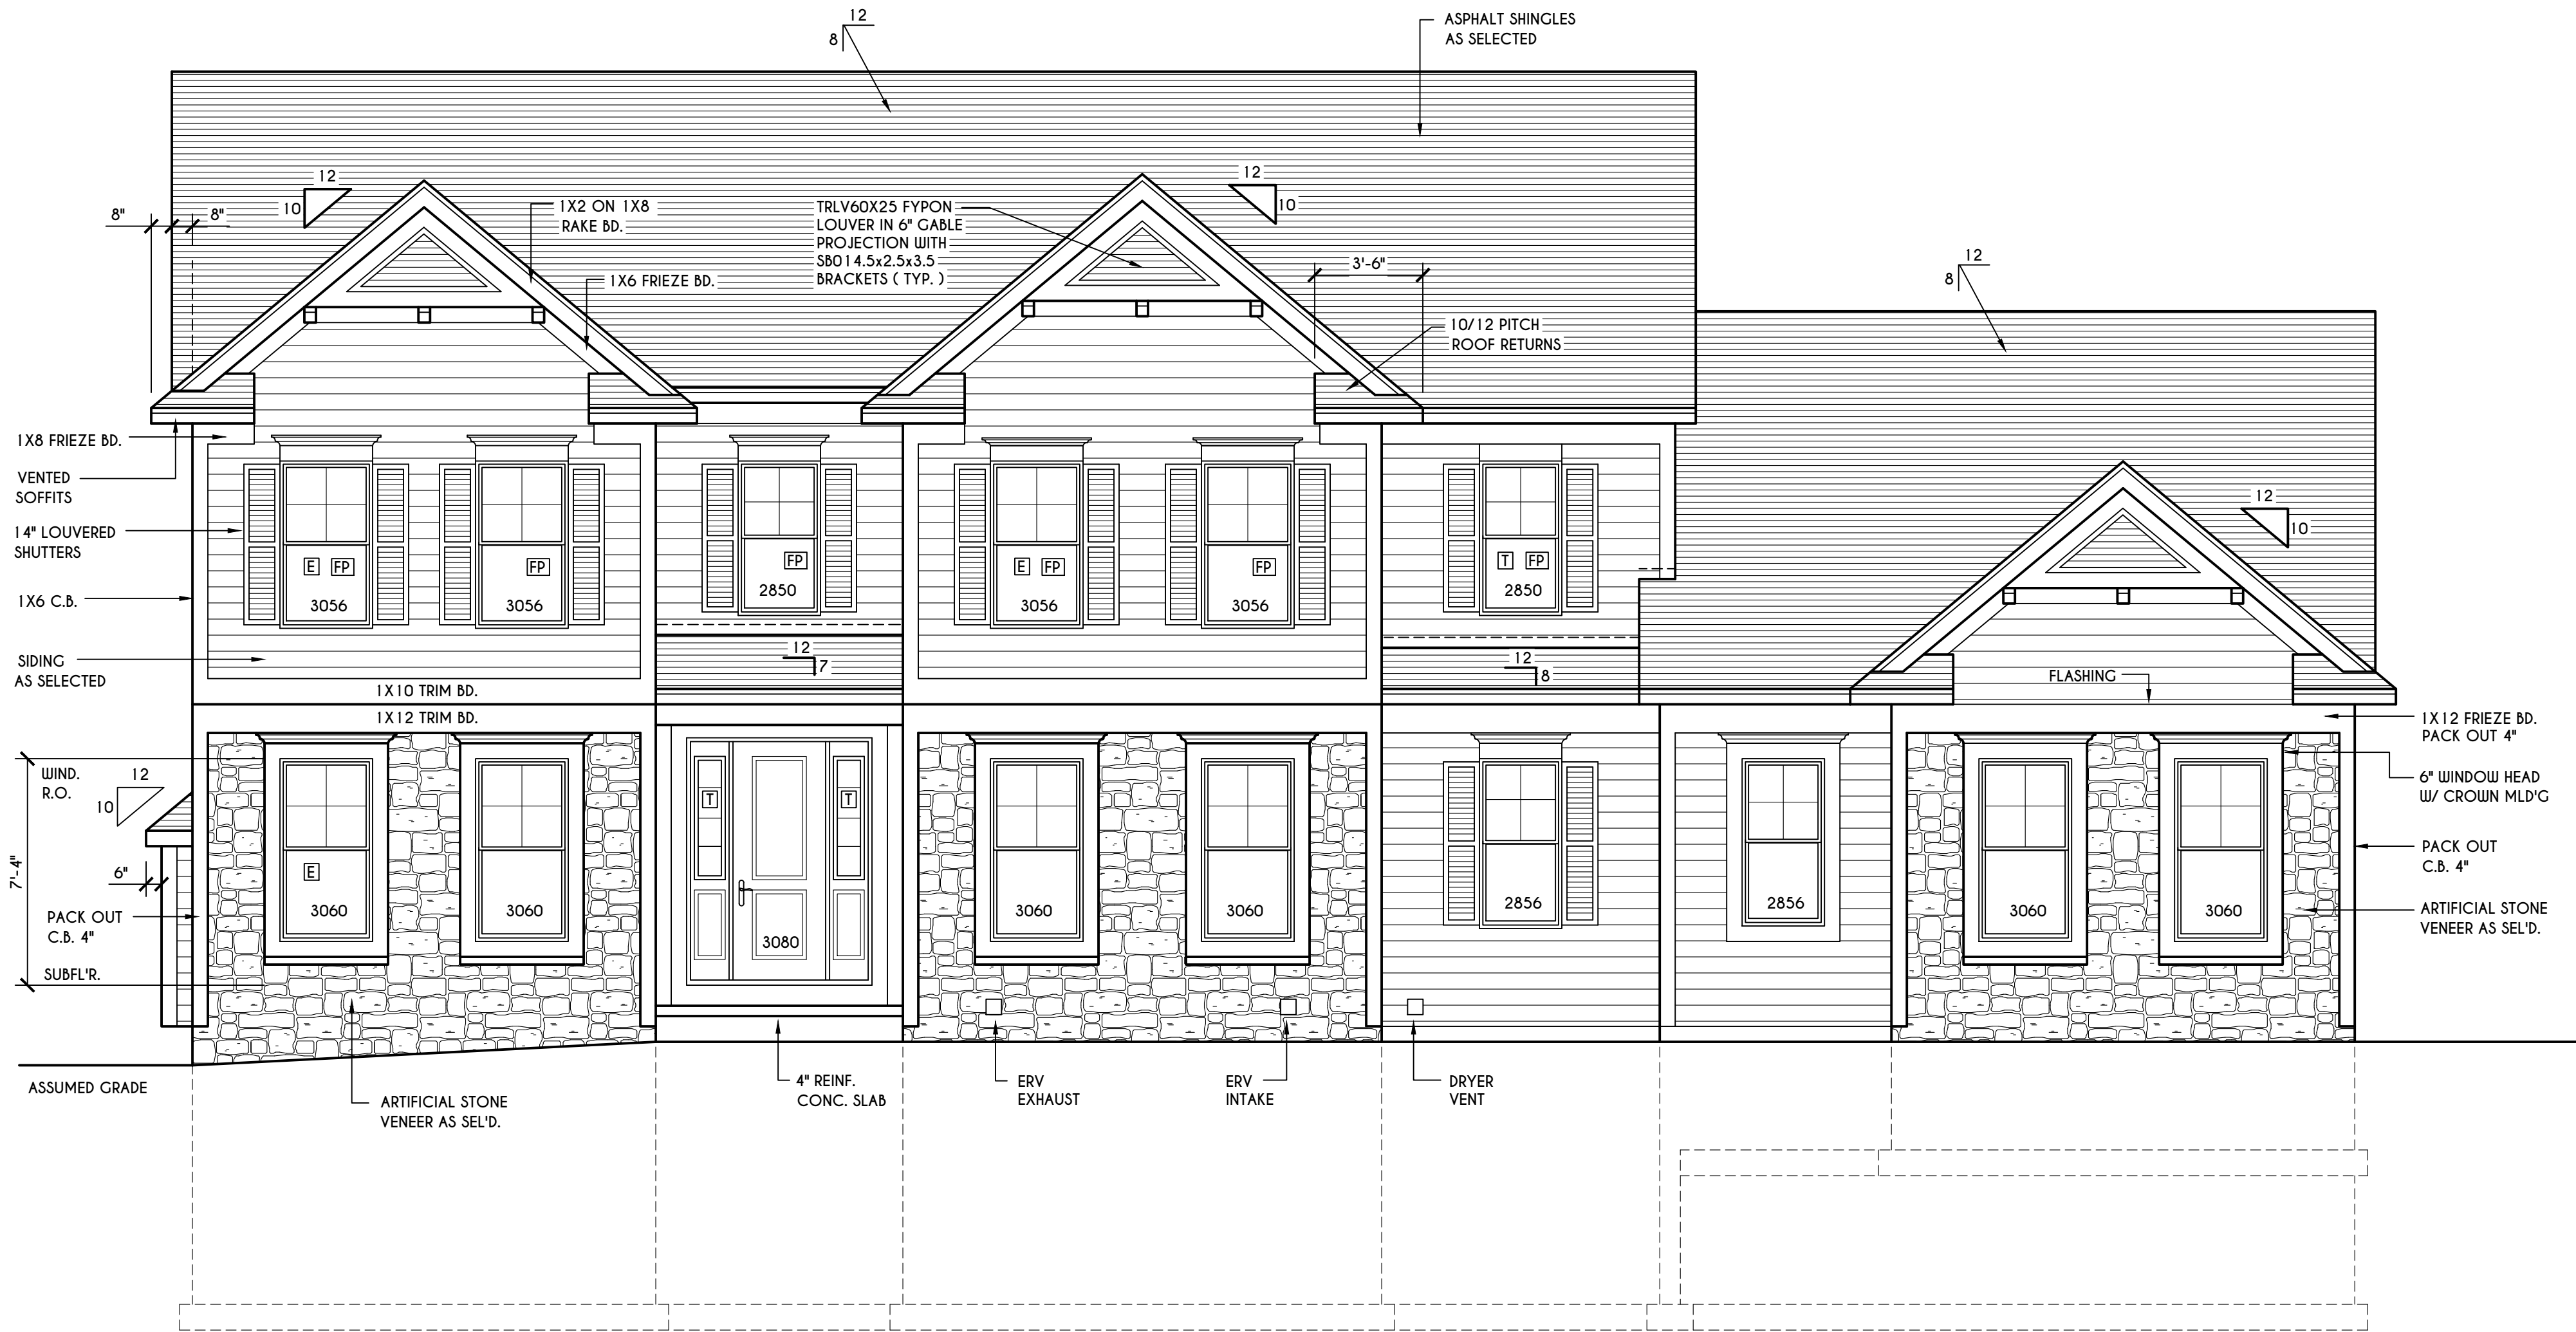 12
8
ASPHALT SHINGLES
AS SELECTED
12
10
8"
8"
1X2 ON 1X8
RAKE BD.
1X6 FRIEZE BD.
TRLV60X25 FYPON
LOUVER IN 6" GABLE
PROJECTION WITH
SB014.5x2.5x3.5
BRACKETS ( TYP. )
12
10
3'-6"
10/12 PITCH
ROOF RETURNS
12
8
1X8 FRIEZE BD.
VENTED
SOFFITS
14" LOUVERED
SHUTTERS
1X6 C.B.
SIDING
AS SELECTED
E FP
3056
FP
3056
FP
2850
E FP
3056
FP
3056
T FP
2850
12
10
12
7
12
8
FLASHING
1X10 TRIM BD.
1X12 TRIM BD.
1X12 FRIEZE BD.
PACK OUT 4"
6" WINDOW HEAD
W/ CROWN MLD'G
PACK OUT
C.B. 4"
ARTIFICIAL STONE
VENEER AS SEL'D.
WIND.
R.O.
12
10
7'-4"
6"
PACK OUT
C.B. 4"
SUBFL'R.
E
3060
3060
T
T
3080
3060
3060
2856
2856
3060
3060
ASSUMED GRADE
ARTIFICIAL STONE
VENEER AS SEL'D.
4" REINF.
CONC. SLAB
ERV
EXHAUST
ERV
INTAKE
DRYER
VENT